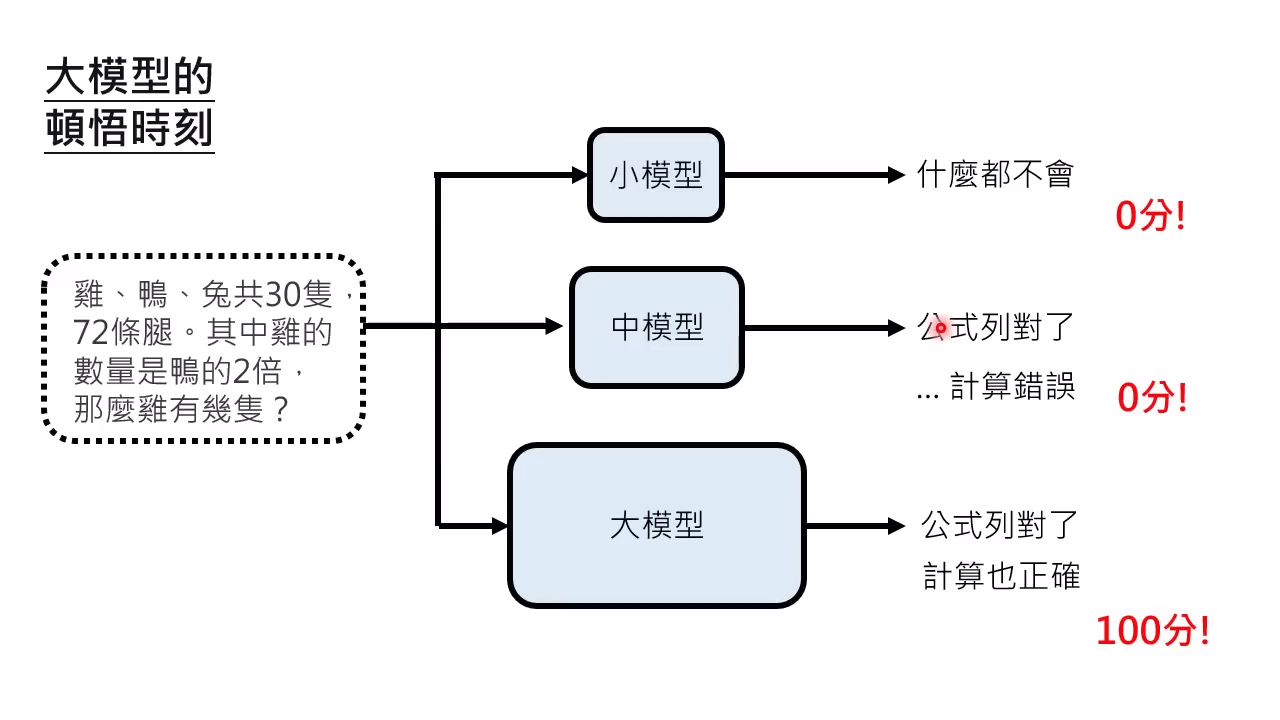 大模型的
頓悟時刻
雞、鴨、兔共30隻，
72條腿。其中雞的
數量是鴨的2倍，
那麼雞有幾隻？
小模型
什麼都不會
0分!
中模型
公式列對了
... 計算錯誤
0分!
大模型
公式列對了
計算也正確
100分!